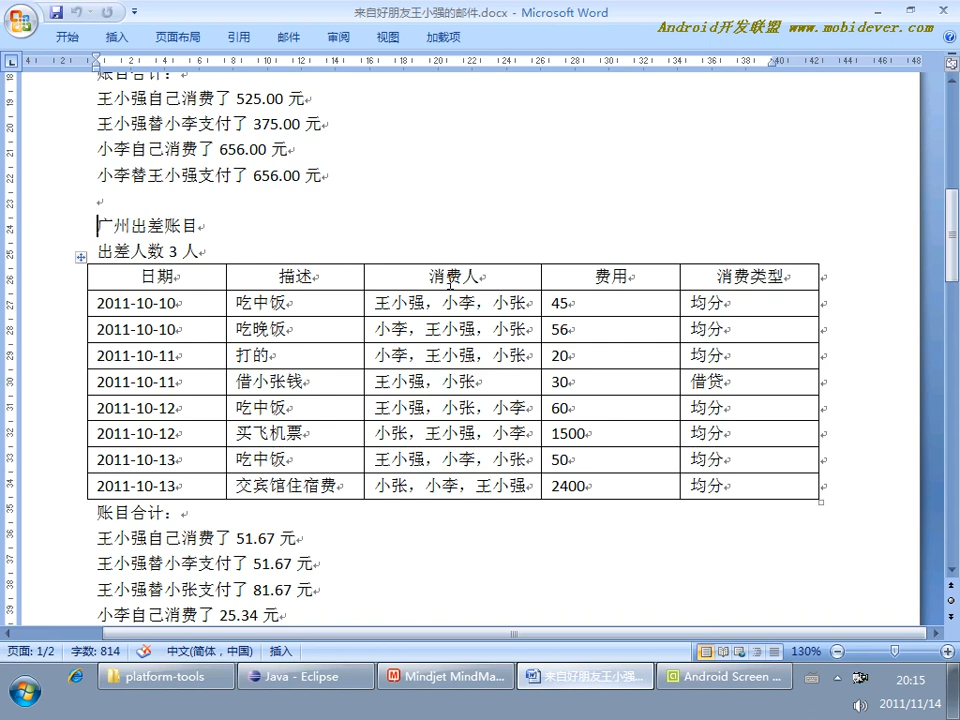 来自好朋友王小强的邮件.docx - Microsoft Word
Android开发联盟 www.mobidever.com
开始 插入 页面布局 引用 邮件 审阅 视图 加载项
账目合计：
王小强自己消费了 525.00 元
王小强替小李支付了 375.00 元
小李自己消费了 656.00 元
小李替王小强支付了 656.00 元
广州出差账目
出差人数 3 人
日期 描述 消费人 费用 消费类型
2011-10-10 吃中饭 王小强，小李，小张 45 均分
2011-10-10 吃晚饭 小李，王小强，小张 56 均分
2011-10-11 打的 小李，王小强，小张 20 均分
2011-10-11 借小张钱 王小强，小张 30 借贷
2011-10-12 吃中饭 王小强，小张，小李 60 均分
2011-10-12 买飞机票 小张，王小强，小李 1500 均分
2011-10-13 吃中饭 王小强，小李，小张 50 均分
2011-10-13 交宾馆住宿费 小张，小李，王小强 2400 均分
账目合计：
王小强自己消费了 51.67 元
王小强替小李支付了 51.67 元
王小强替小张支付了 81.67 元
小李自己消费了 25.34 元
页面: 1/2 字数: 814 中文(简体，中国) 插入 130%
platform-tools Java - Eclipse Mindjet MindMa... 来自好朋友王小强... Android Screen ... 20:15
2011/11/14